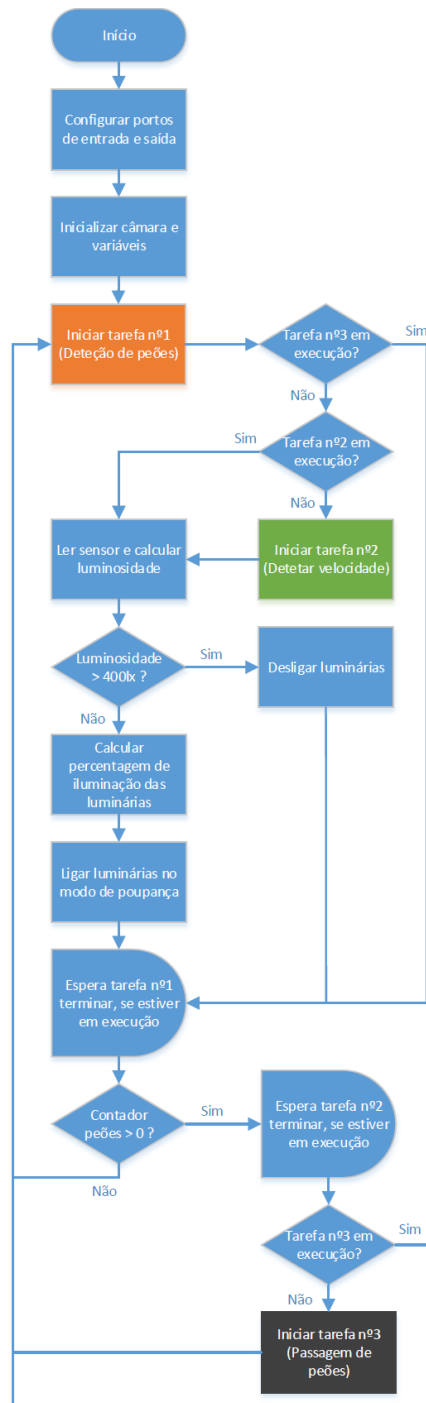 Início
Configurar portos
de entrada e saída
Inicializar câmara e
variáveis
Iniciar tarefa nº1
(Deteção de peões)
Tarefa nº3 em
execução?
Sim
Não
Tarefa nº2 em
execução?
Sim
Não
Iniciar tarefa nº2
(Detetar velocidade)
Ler sensor e calcular
luminosidade
Luminosidade
> 400lx ?
Sim
Desligar luminárias
Não
Calcular
percentagem de
iluminação das
luminárias
Ligar luminárias no
modo de poupança
Espera tarefa nº1
terminar, se estiver
em execução
Contador
peões > 0 ?
Sim
Não
Espera tarefa nº2
terminar, se estiver
em execução
Tarefa nº3 em
execução?
Sim
Não
Iniciar tarefa nº3
(Passagem de
peões)